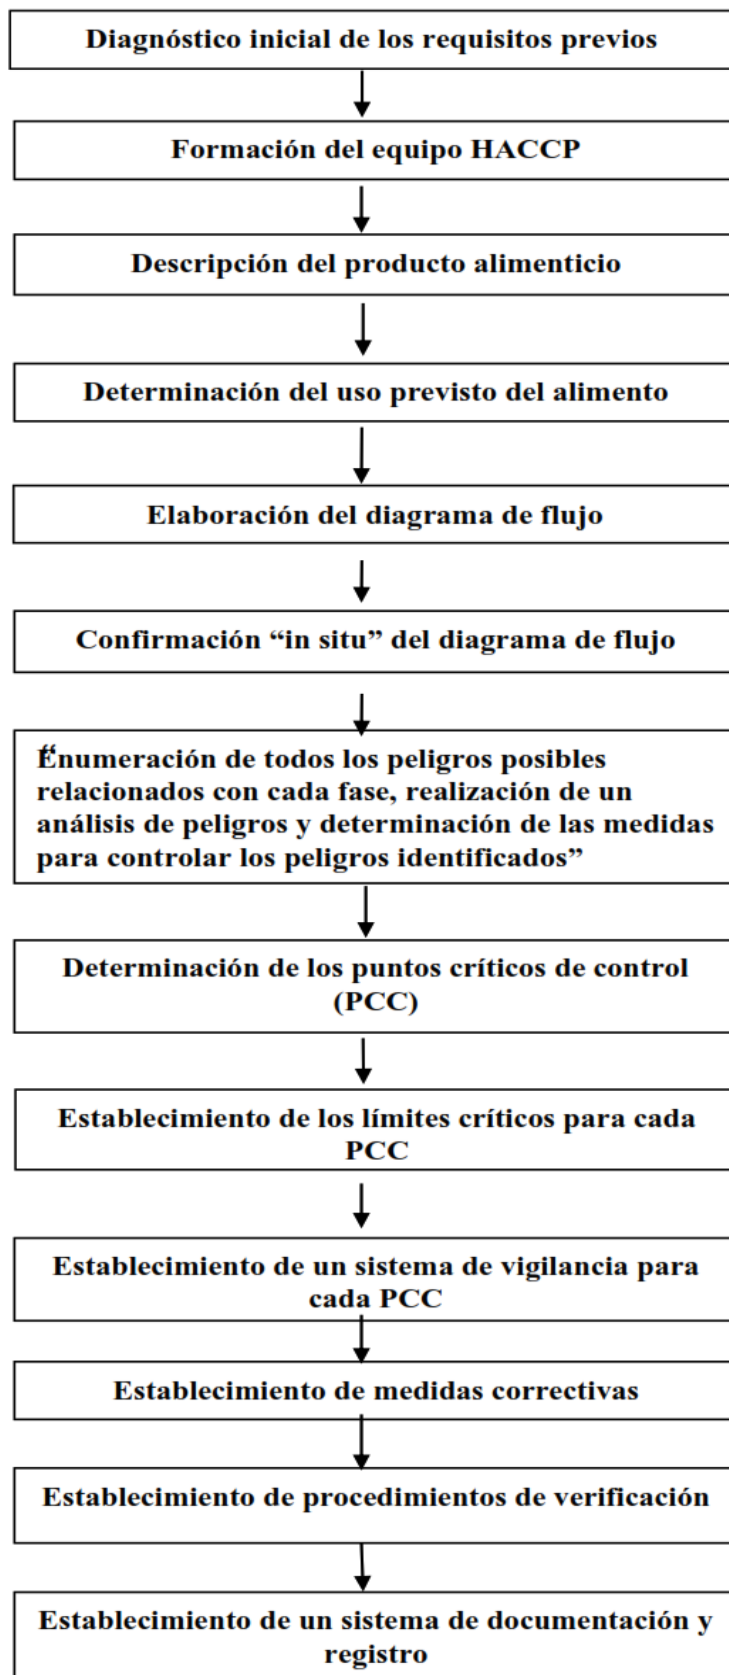 Diagnóstico inicial de los requisitos previos
Formación del equipo HACCP
Descripción del producto alimenticio
Determinación del uso previsto del alimento
Elaboración del diagrama de flujo
Confirmación “in situ” del diagrama de flujo
“Enumeración de todos los peligros posibles
relacionados con cada fase, realización de un
análisis de peligros y determinación de las medidas
para controlar los peligros identificados”
Determinación de los puntos críticos de control
(PCC)
Establecimiento de los límites críticos para cada
PCC
Establecimiento de un sistema de vigilancia para
cada PCC
Establecimiento de medidas correctivas
Establecimiento de procedimientos de verificación
Establecimiento de un sistema de documentación y
registro